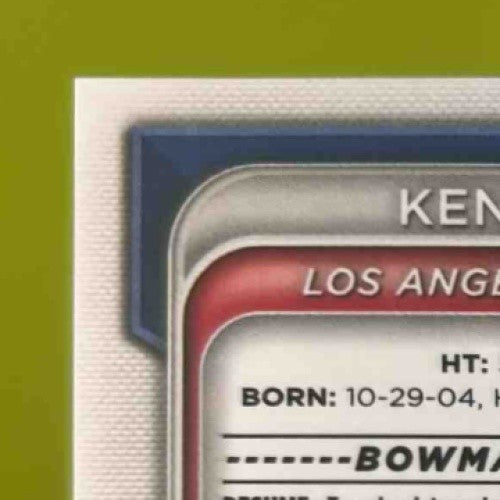 KEN
LOS ANGE
HT:
BORN: 10-29-04, H
-------BOWMA